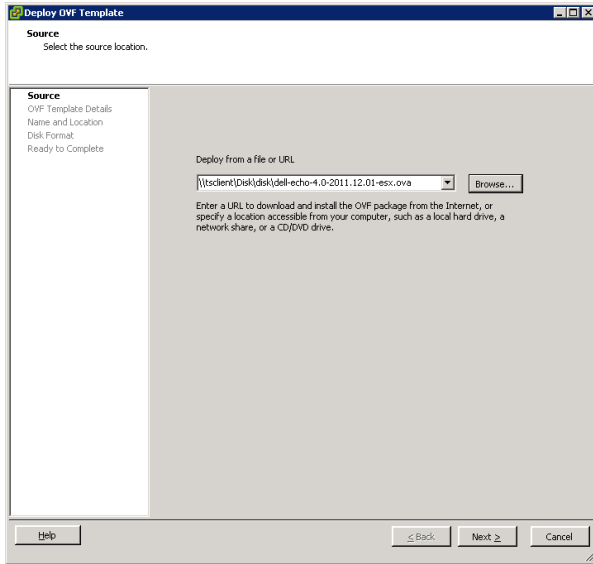 Deploy OVF Template
Source
Select the source location.
Source
OVF Template Details
Name and Location
Disk Format
Ready to Complete
Deploy from a file or URL
\\tsclient\Disk\disk\dell-echo-4.0-2011.12.01-esx.ova
Browse...
Enter a URL to download and install the OVF package from the Internet, or
specify a location accessible from your computer, such as a local hard drive, a
network share, or a CD/DVD drive.
Help
≤ Back
Next ≥
Cancel